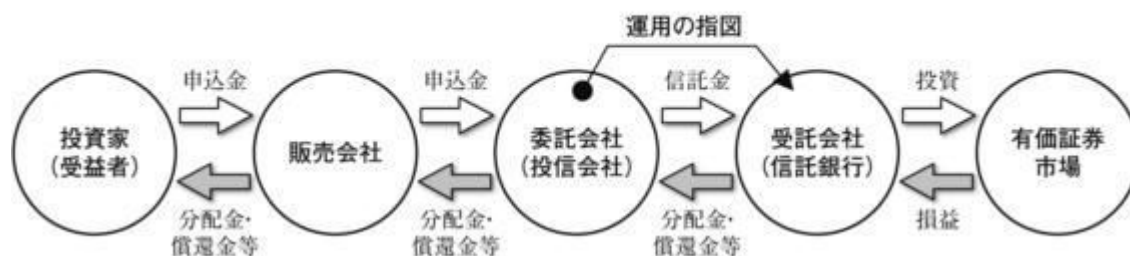 運用の指図
申込金
申込金
信託金
投資
投資家
(受益者)
販売会社
委託会社
(投信会社)
受託会社
(信託銀行)
有価証券
市場
分配金・
償還金等
分配金・
償還金等
分配金・
償還金等
損益